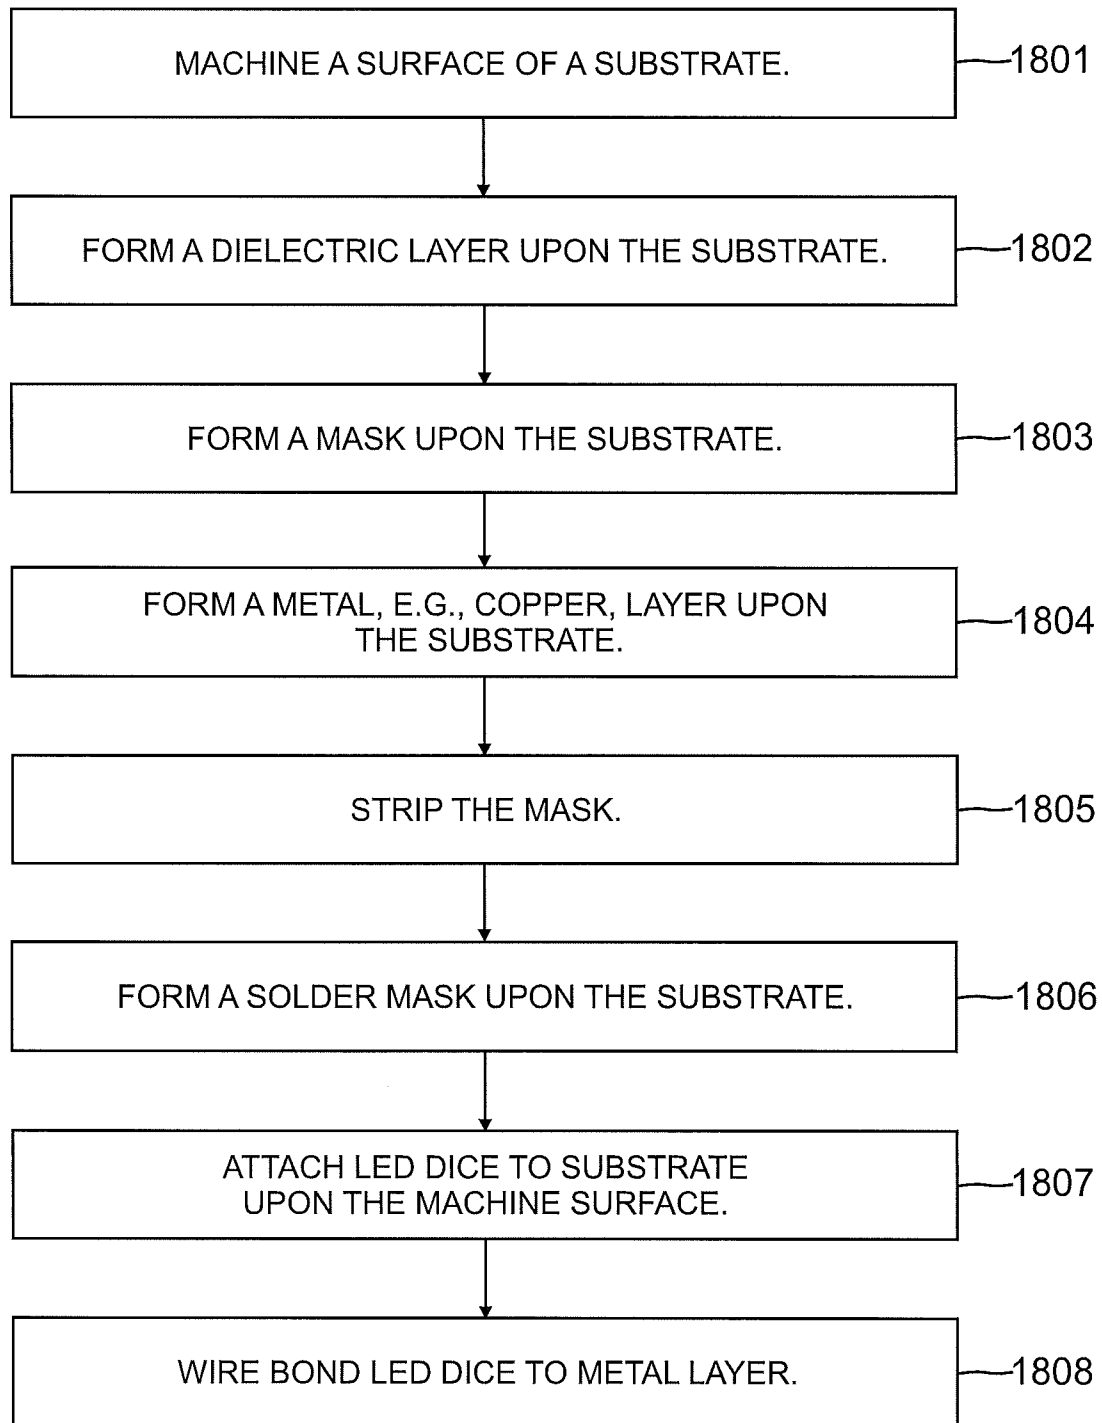 MACHINE A SURFACE OF A SUBSTRATE.
1801
FORM A DIELECTRIC LAYER UPON THE SUBSTRATE.
1802
FORM A MASK UPON THE SUBSTRATE.
1803
FORM A METAL, E.G., COPPER, LAYER UPON
THE SUBSTRATE.
1804
STRIP THE MASK.
1805
FORM A SOLDER MASK UPON THE SUBSTRATE.
1806
ATTACH LED DICE TO SUBSTRATE
UPON THE MACHINE SURFACE.
1807
WIRE BOND LED DICE TO METAL LAYER.
1808